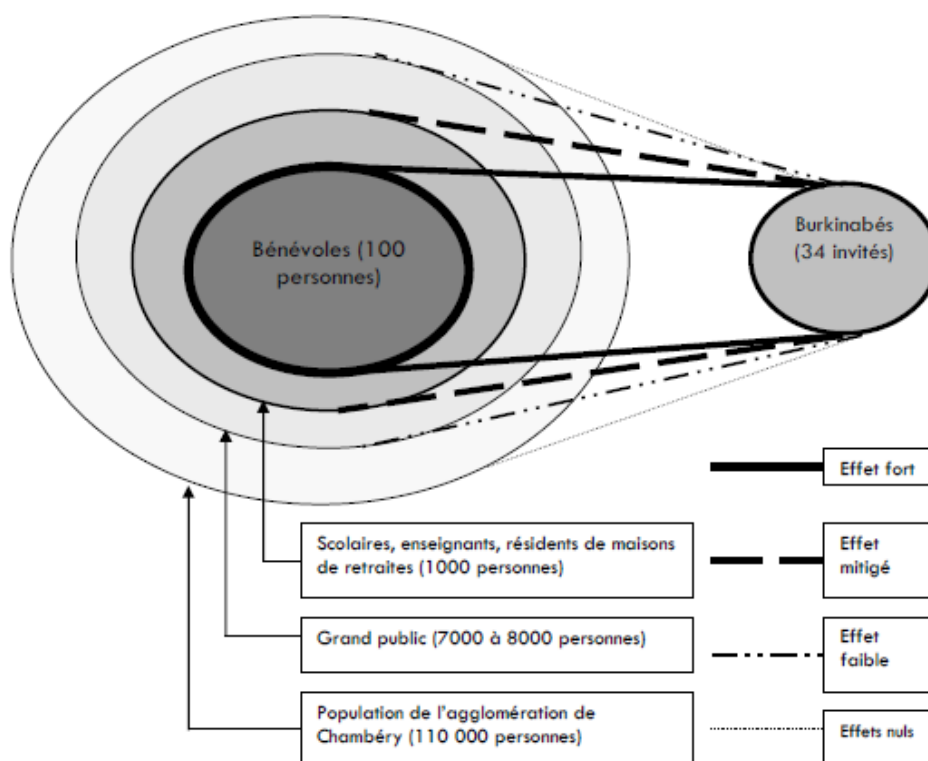 Bénévoles (100
personnes)
Burkinabés
(34 invités)
Effet fort
Scolaires, enseignants, résidents de maisons
de retraites (1000 personnes)
Effet
mitigé
Grand public (7000 à 8000 personnes)
Effet
faible
Population de l'agglomération de
Chambéry (110 000 personnes)
Effets nuls